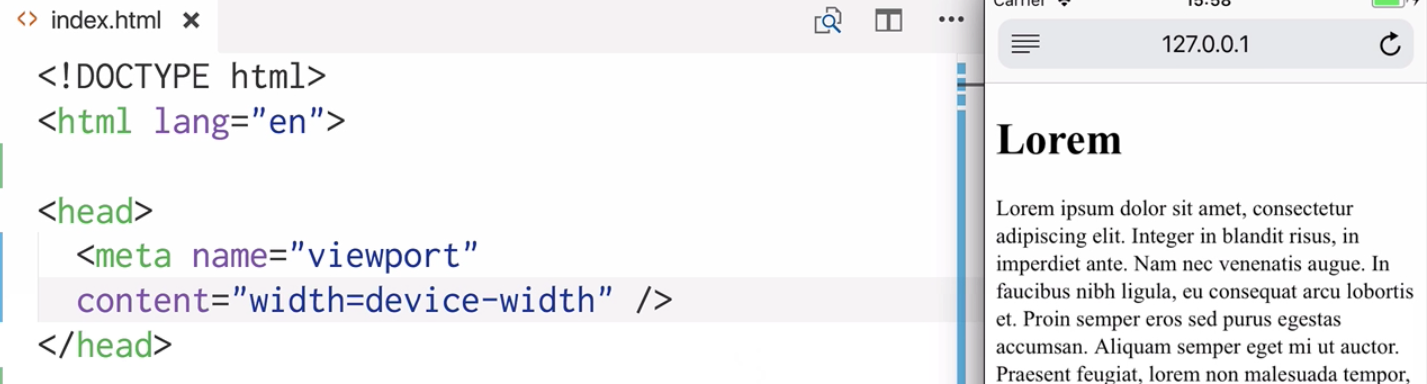 index.html
<!DOCTYPE html>
<html lang="en">
<head>
<meta name="viewport"
content="width=device-width" />
</head>
Carrier 15:58
127.0.0.1
Lorem
Lorem ipsum dolor sit amet, consectetur
adipiscing elit. Integer in blandit risus, in
imperdiet ante. Nam nec venenatis augue. In
faucibus nibh ligula, eu consequat arcu lobortis
et. Proin semper eros sed purus egestas
accumsan. Aliquam semper eget mi ut auctor.
Praesent feugiat, lorem non malesuada tempor,